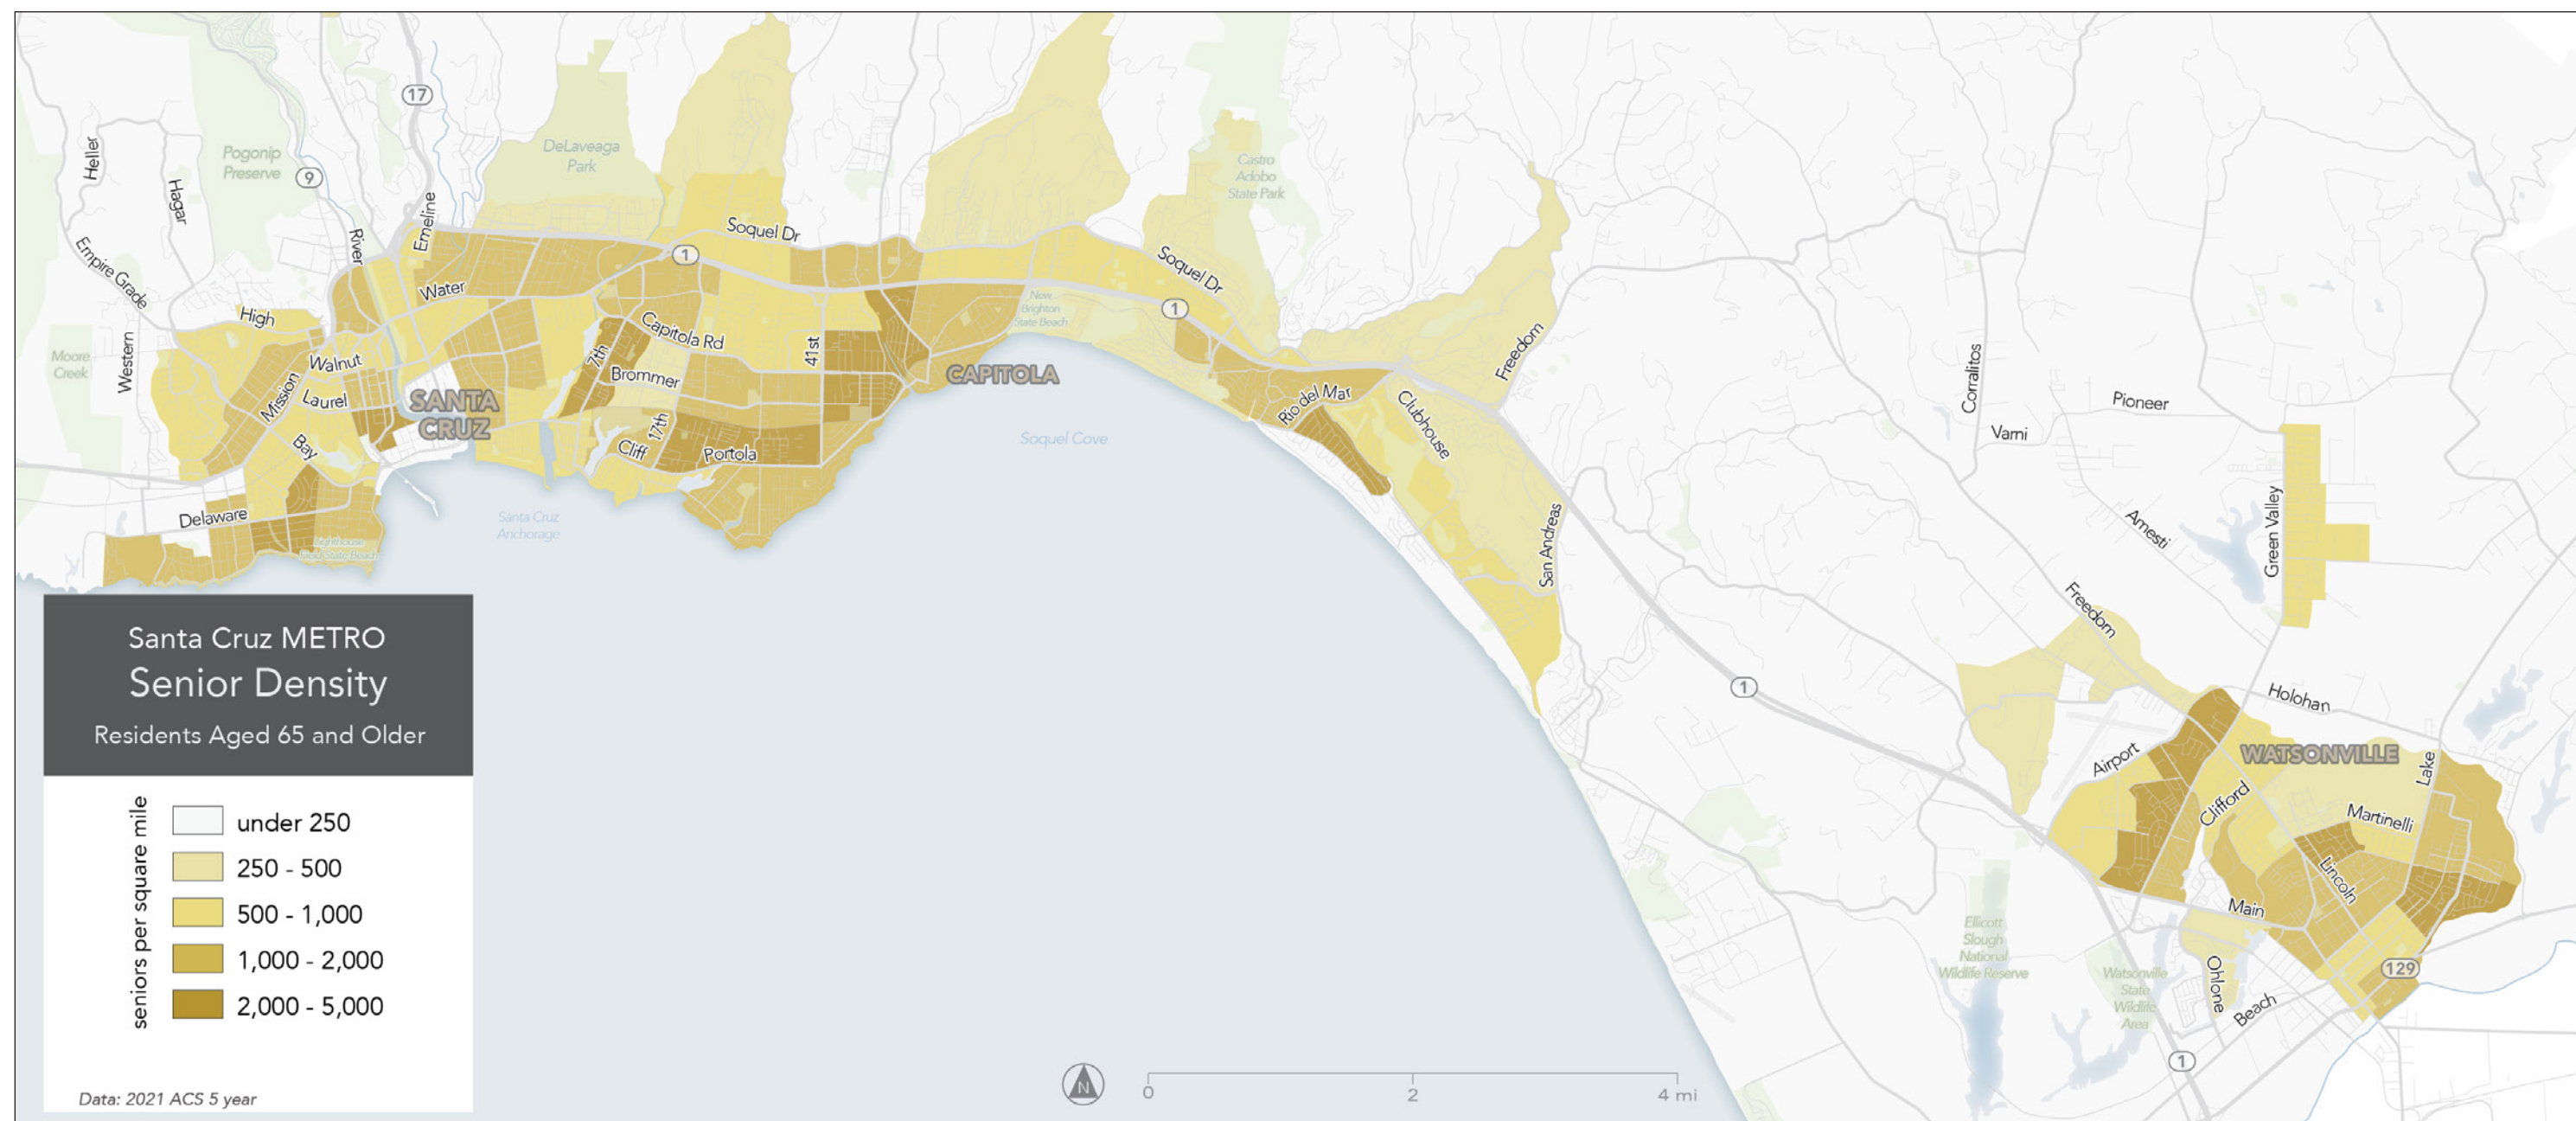 17
Heller
Pogonip
Preserve
9
Hagar
DeLaveaga
Park
Castro
Adobo
State Park
Emeline
River
Soquel Dr
1
Empire Grade
Soquel Dr
1
Water
High
New
Brighton
State Beach
Capitola Rd
Moore
Creek
Western
Walnut
7th
41st
Freedom
Mission
Laurel
SANTA
CRUZ
Brommer
CAPITOLA
Rio del Mar
Clubhouse
Corralitos
Pioneer
Varni
Bay
Cliff
17th
Portola
Soquel Cove
Delaware
Santa Cruz
Anchorage
San Andreas
Green Valley
Amesti
Lighthouse
State Beach
Freedom
1
Holohan
Airport
WATSONVILLE
Lake
Clifford
Martinelli
Lincoln
Main
Ellicott
Slough
National
Wildlife Reserve
Watsonville
State
Wildlife
Area
Ohlone
Beach
129
1
Santa Cruz METRO
Senior Density
Residents Aged 65 and Older
seniors per square mile
under 250
250 - 500
500 - 1,000
1,000 - 2,000
2,000 - 5,000
Data: 2021 ACS 5 year
N
0 2 4 mi